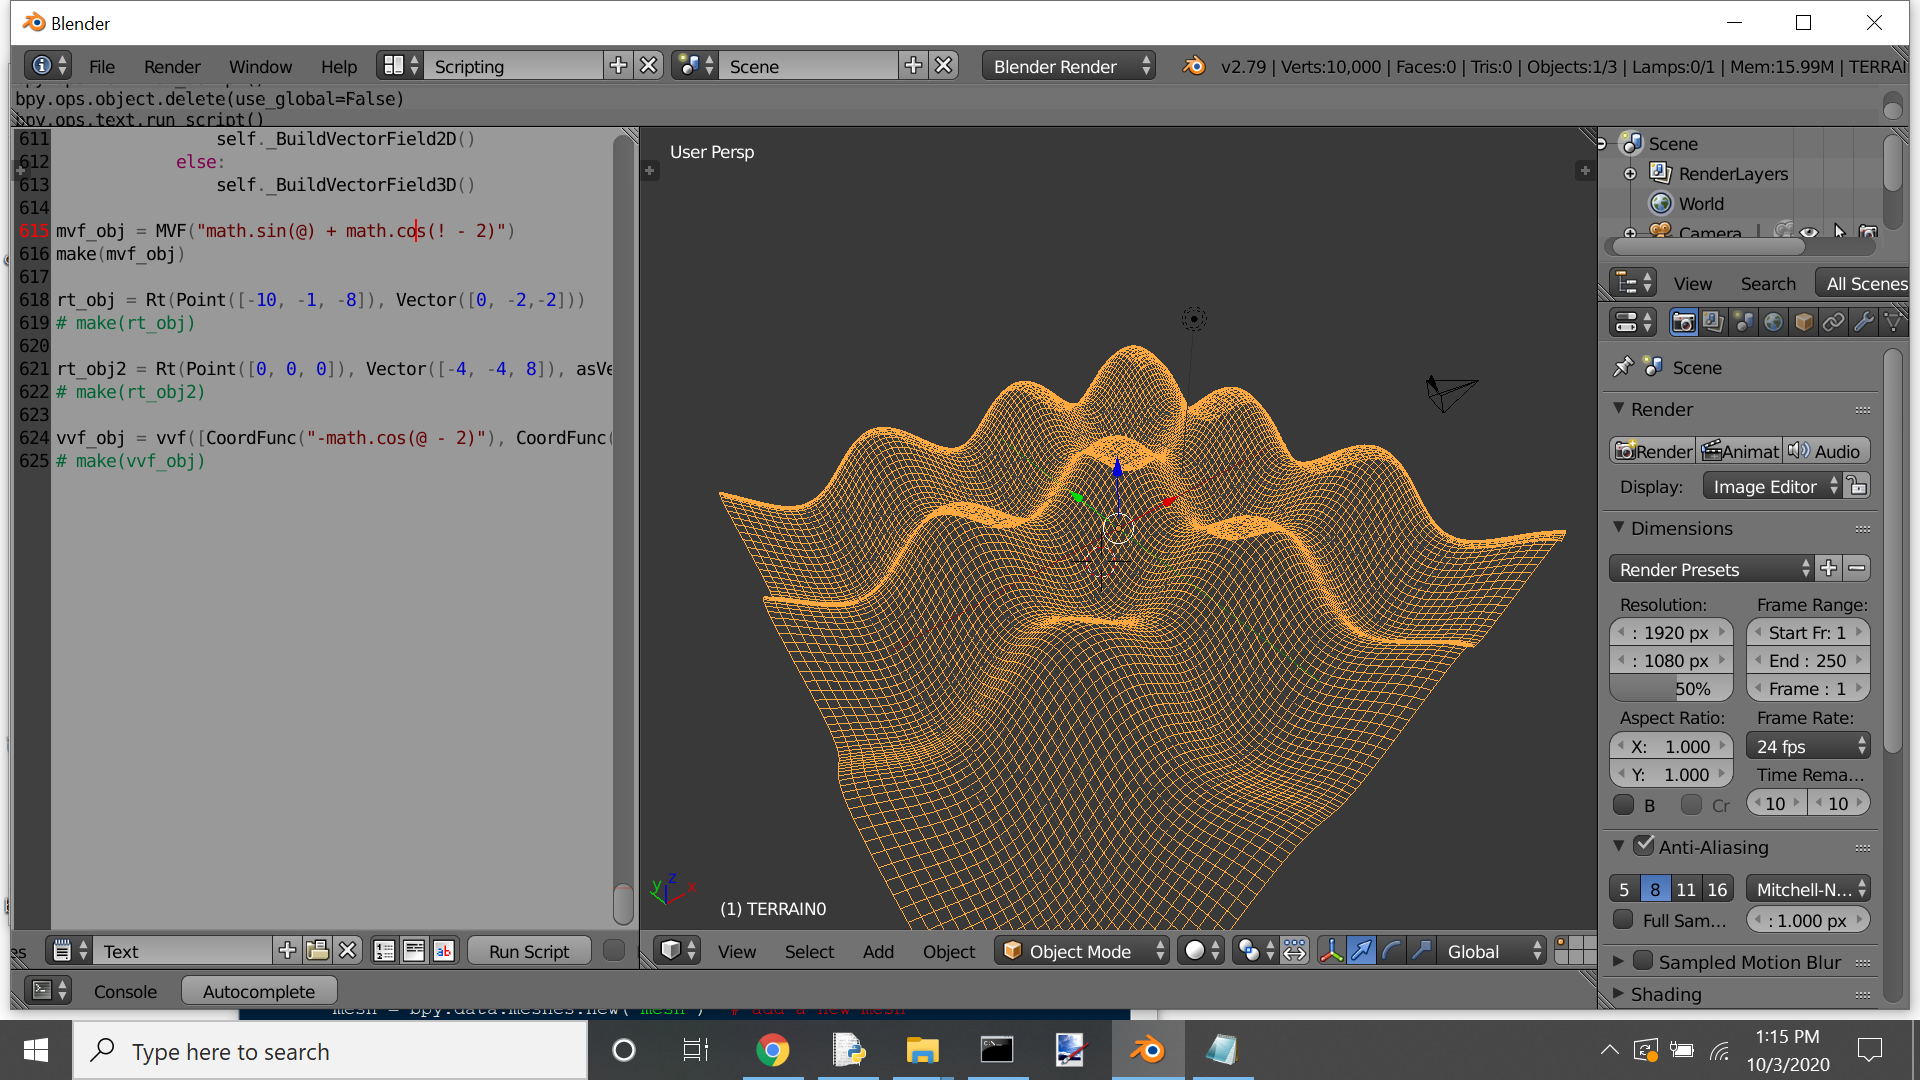 Blender
File Render Window Help Scripting Scene Blender Render v2.79 | Verts:10,000 | Faces:0 | Tris:0 | Objects:1/3 | Lamps:0/1 | Mem:15.99M | TERRAI
bpy.ops.object.delete(use_global=False)
bpy.ops.text.run_script()
611 self._BuildVectorField2D()
612 else:
613 self._BuildVectorField3D()
614
615 mvf_obj = MVF("math.sin(@) + math.cos(! - 2)")
616 make(mvf_obj)
617
618 rt_obj = Rt(Point([-10, -1, -8]), Vector([0, -2,-2]))
619 # make(rt_obj)
620
621 rt_obj2 = Rt(Point([0, 0, 0]), Vector([-4, -4, 8]), asVe
622 # make(rt_obj2)
623
624 vvf_obj = vvf([CoordFunc("-math.cos(@ - 2)"), CoordFunc(
625 # make(vvf_obj)
es Text Run Script
Console Autocomplete
User Persp
y z x
(1) TERRAIN0
View Select Add Object Object Mode Global
Scene
RenderLayers
World
Camera
View Search All Scenes
Scene
Render
Render Animat Audio
Display: Image Editor
Dimensions
Render Presets
Resolution: Frame Range:
: 1920 px Start Fr: 1
: 1080 px End : 250
50% Frame : 1
Aspect Ratio: Frame Rate:
X: 1.000 24 fps
Y: 1.000 Time Rema...
B Cr 10 10
Anti-Aliasing
5 8 11 16 Mitchell-N...
Full Sam... : 1.000 px
Sampled Motion Blur
Shading
mesh = bpy.data.meshes.new("mesh") # add a new mesh
Type here to search
1:15 PM
10/3/2020